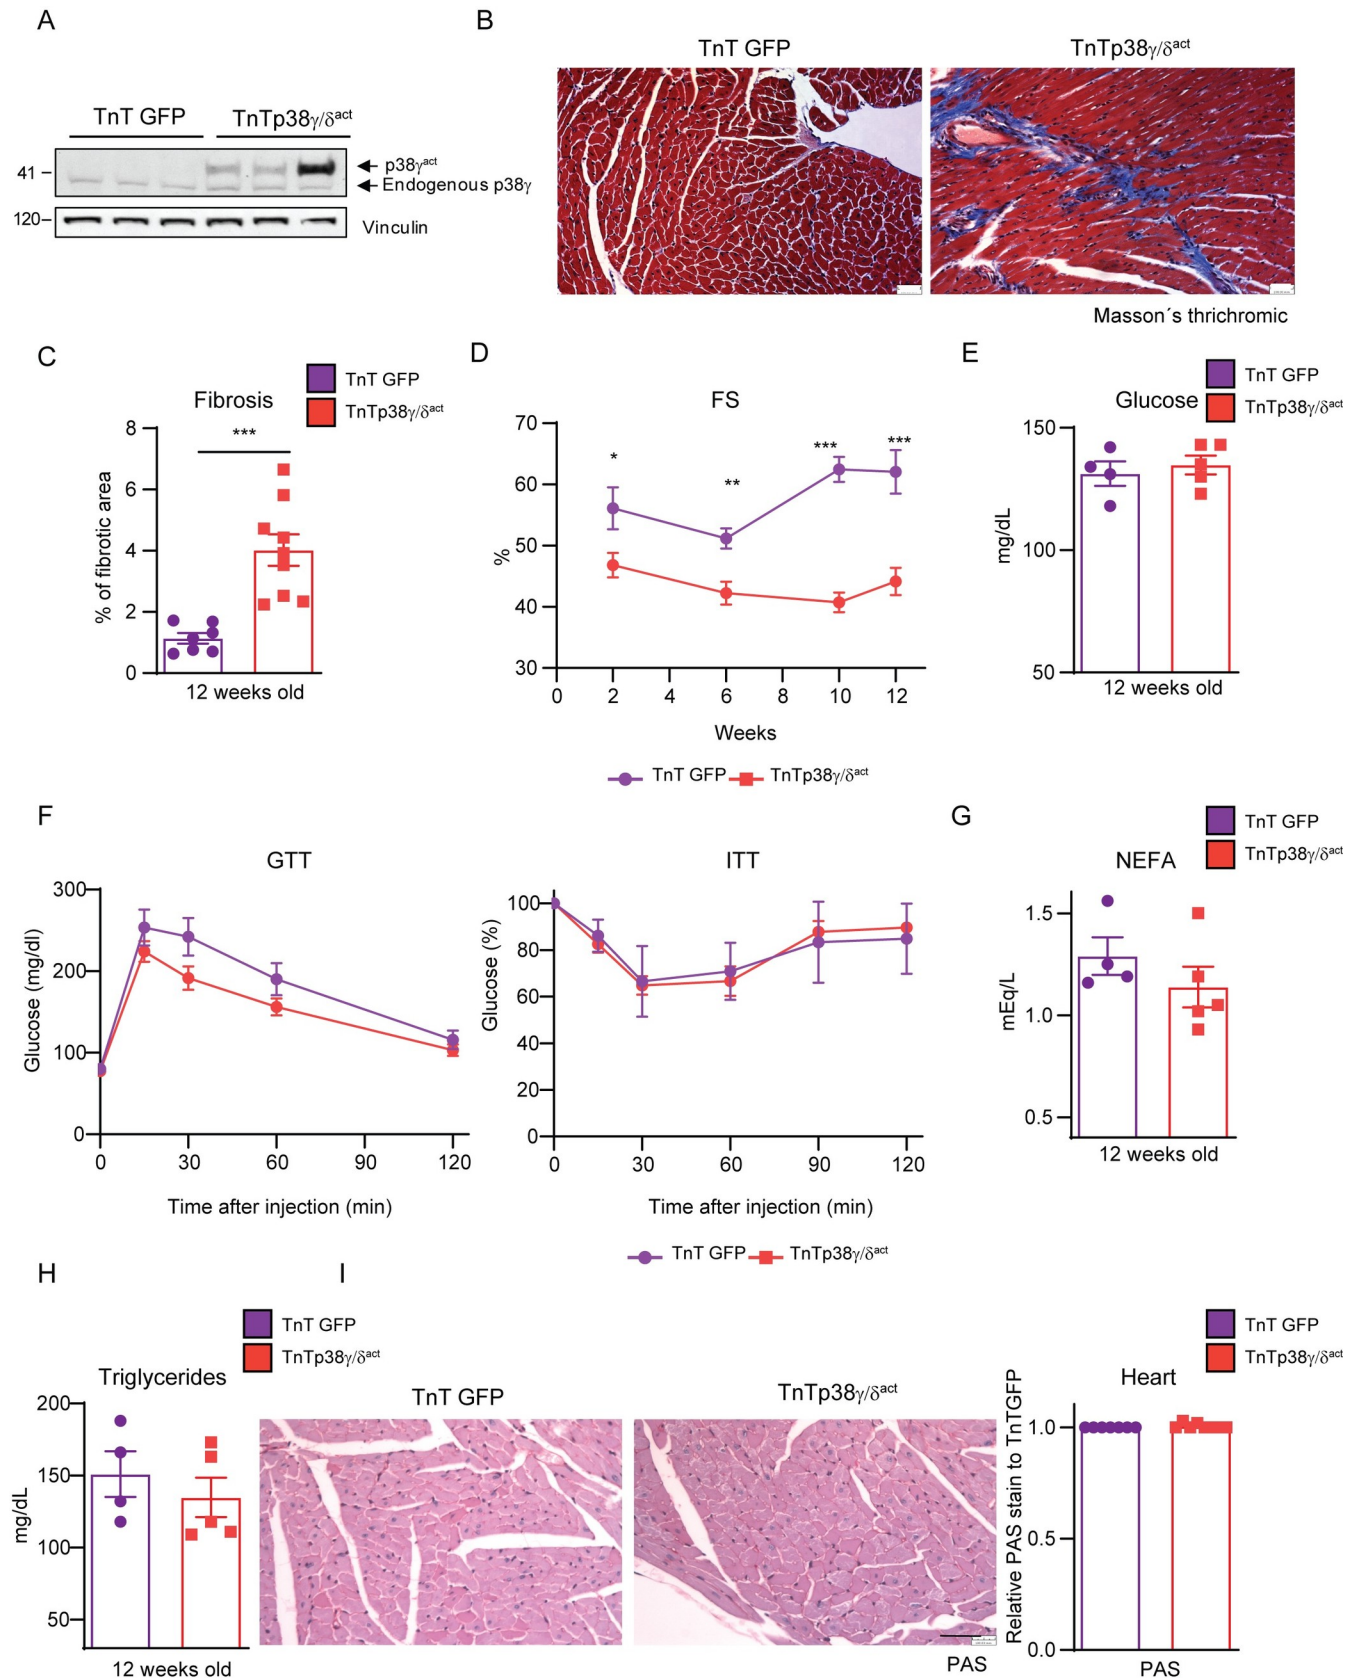 A
TnT GFP
TnTp38γ/δact
41
p38γact
Endogenous p38γ
120
Vinculin
B
TnT GFP
TnTp38γ/δact
Masson´s thrichromic
C
TnT GFP
TnTp38γ/δact
Fibrosis
***
% of fibrotic area
8
6
4
2
0
12 weeks old
D
FS
70
60
50
40
30
%
*
**
***
***
0 2 4 6 8 10 12
Weeks
TnT GFP
TnTp38γ/δact
E
TnT GFP
TnTp38γ/δact
Glucose
150
100
50
mg/dL
12 weeks old
F
GTT
300
200
100
0
Glucose (mg/dl)
0 30 60 90 120
Time after injection (min)
ITT
100
80
60
40
20
0
Glucose (%)
0 30 60 90 120
Time after injection (min)
TnT GFP
TnTp38γ/δact
G
TnT GFP
TnTp38γ/δact
NEFA
1.5
1.0
0.5
mEq/L
12 weeks old
H
TnT GFP
TnTp38γ/δact
Triglycerides
200
150
100
50
mg/dL
12 weeks old
I
TnT GFP
TnTp38γ/δact
PAS
TnT GFP
TnTp38γ/δact
Heart
Relative PAS stain to TnTGFP
1.0
0.5
0.0
PAS